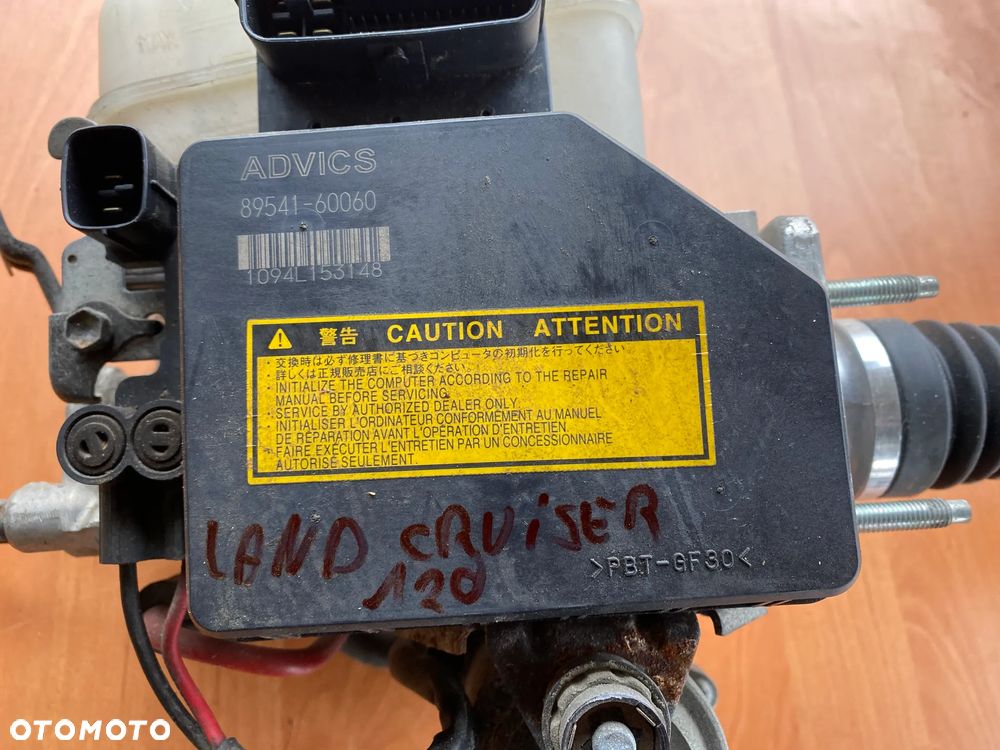 MAX
ADVICS
89541-60060
1094L153148
警告 CAUTION ATTENTION
・交換時は必ず修理書に基づきコンピュータの初期化を行ってください。
・詳しくは正規販売店にご相談ください。
・INITIALIZE THE COMPUTER ACCORDING TO THE REPAIR
MANUAL BEFORE SERVICING.
・SERVICE BY AUTHORIZED DEALER ONLY.
・INITIALISER L'ORDINATEUR CONFORMEMENT AU MANUEL
DE RÉPARATION AVANT L'OPÉRATION D'ENTRETIEN.
・FAIRE EXÉCUTER L'ENTRETIEN PAR UN CONCESSIONNAIRE
AUTORISÉ SEULEMENT.
LAND CRUiSER
120
>PBT-GF30<
OTOMOTO